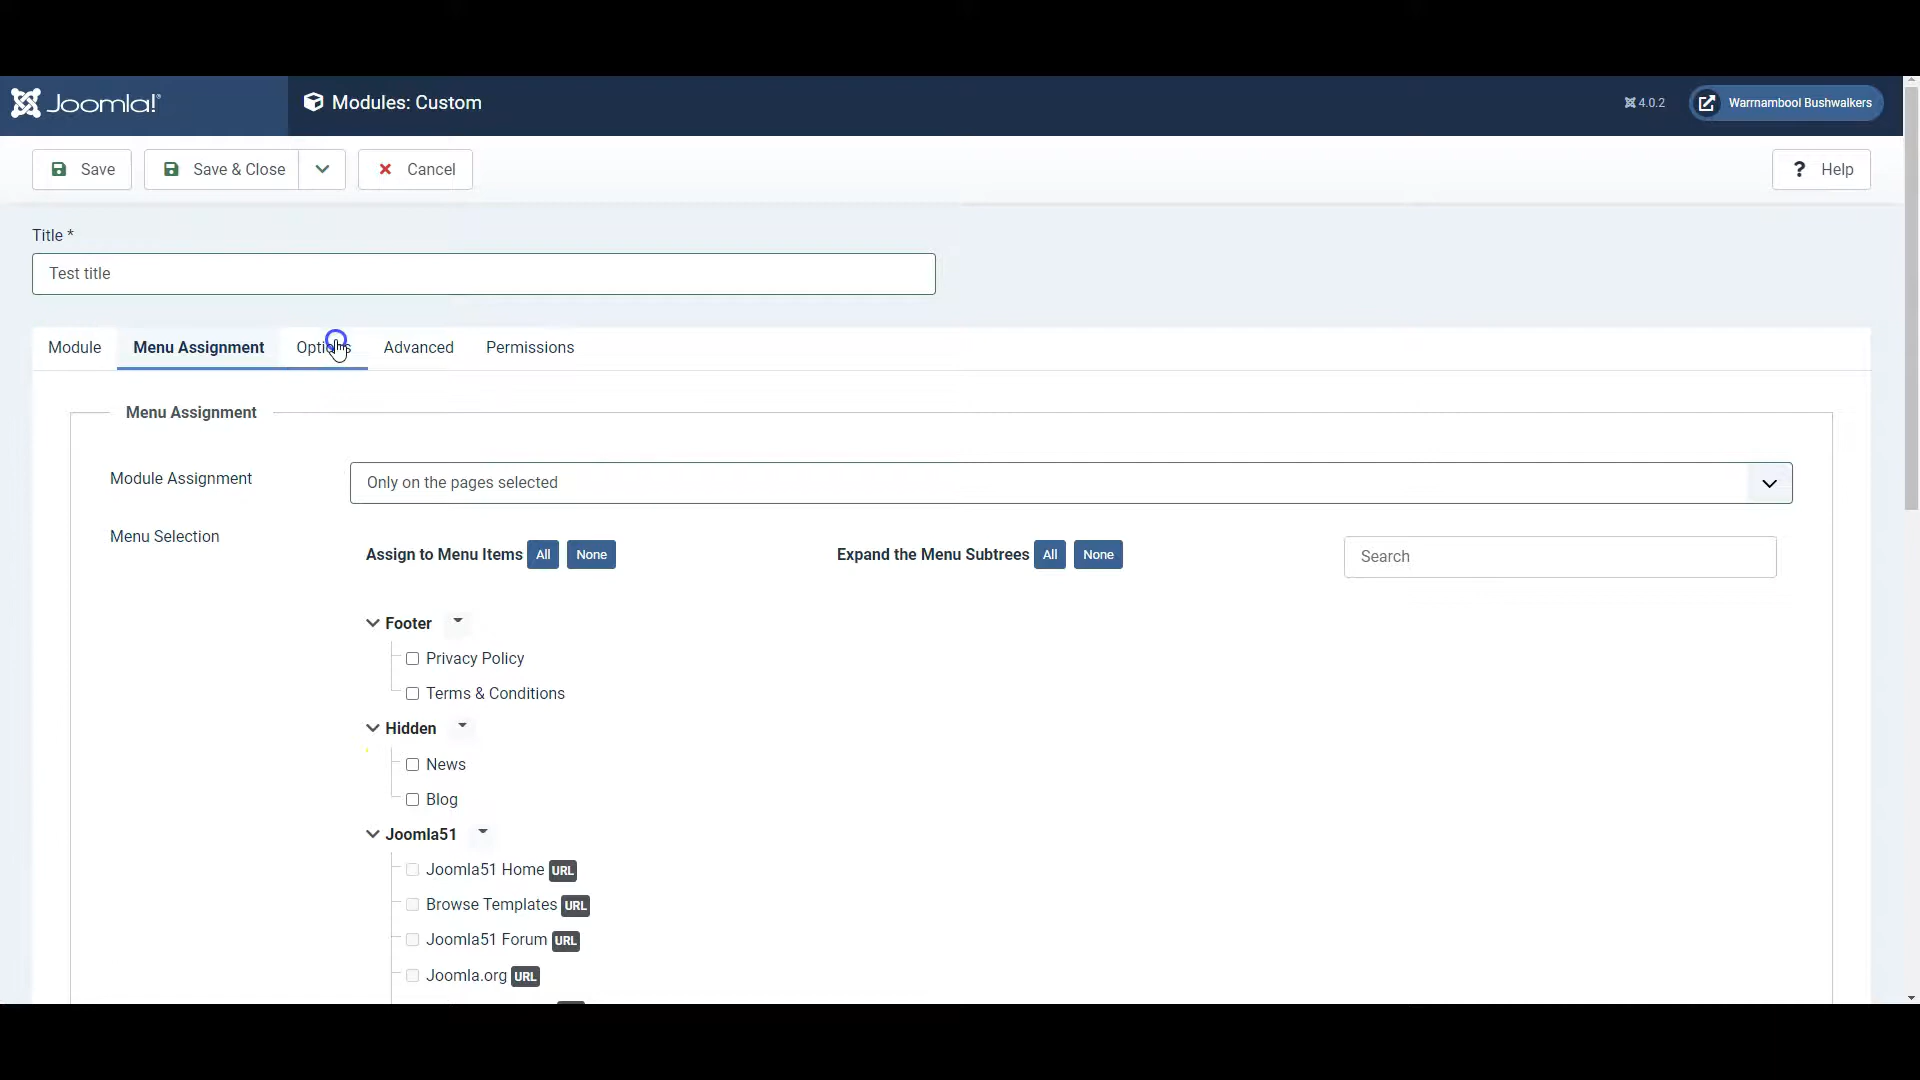 Joomla!® Modules: Custom 4.0.2 Warrnambool Bushwalkers
Save Save & Close Cancel ? Help
Title *
Test title
Module Menu Assignment Options Advanced Permissions
Menu Assignment
Module Assignment Only on the pages selected
Menu Selection
Assign to Menu Items All None Expand the Menu Subtrees All None Search
Footer
Privacy Policy
Terms & Conditions
Hidden
News
Blog
Joomla51
Joomla51 Home URL
Browse Templates URL
Joomla51 Forum URL
Joomla.org URL